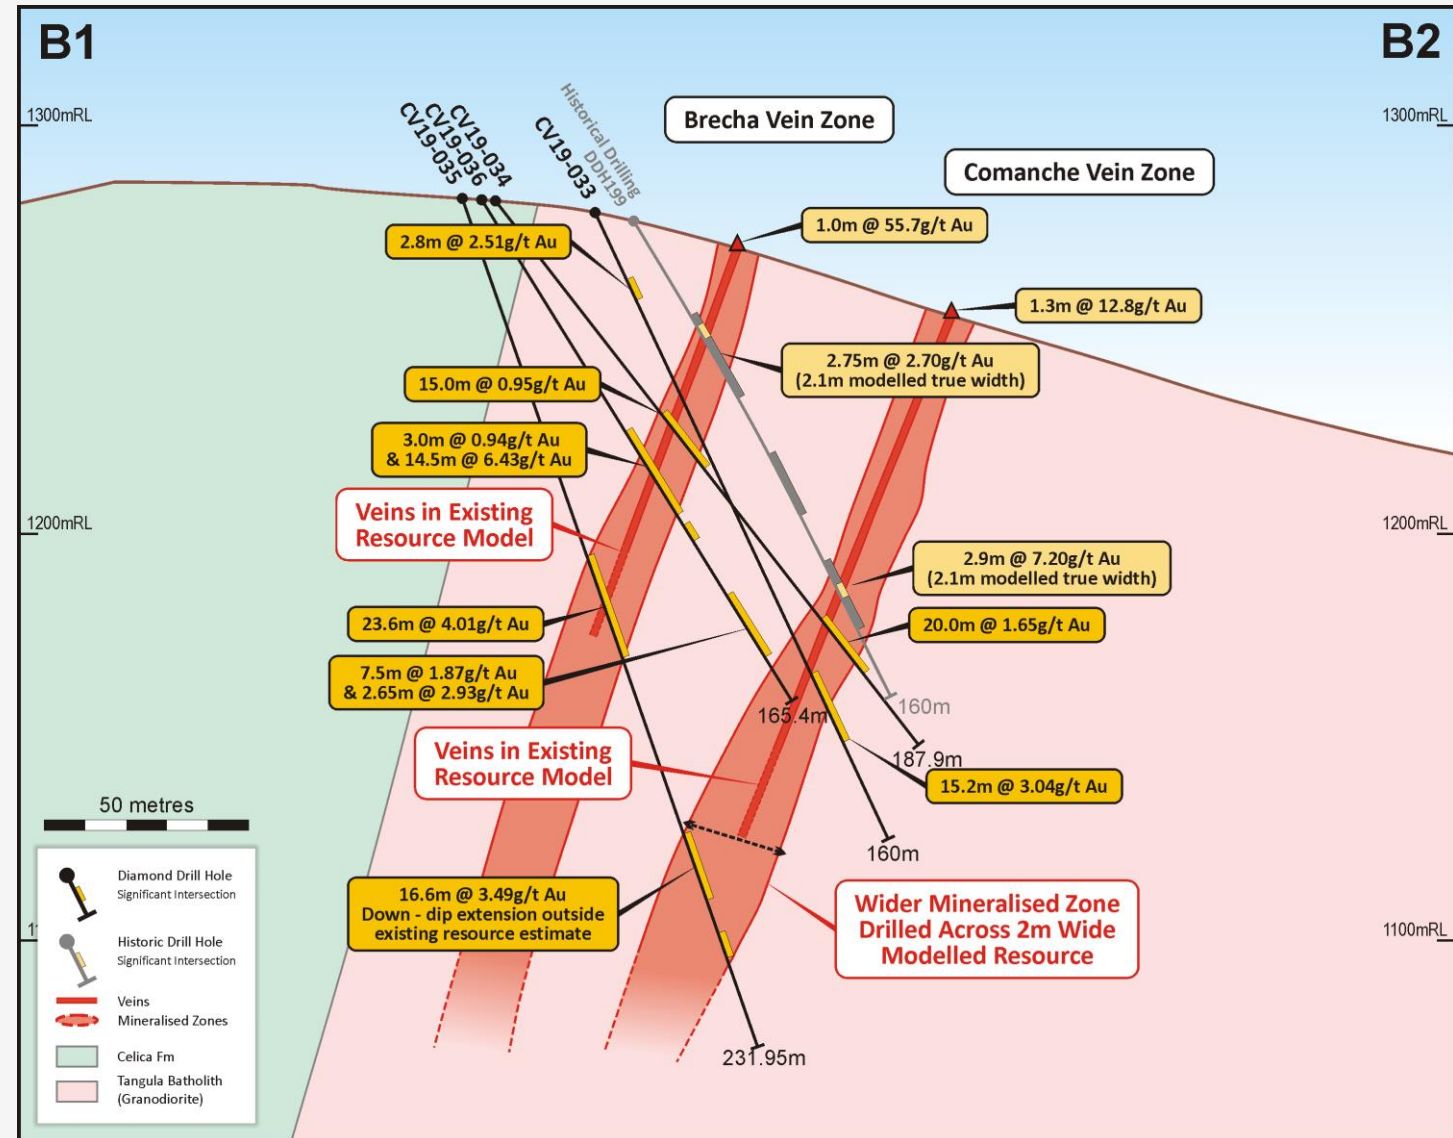 B1
B2
1300mRL
1300mRL
CV19-035
CV19-036
CV19-034
CV19-033
Historical Drilling
DDH199
Brecha Vein Zone
Comanche Vein Zone
1.0m @ 55.7g/t Au
2.8m @ 2.51g/t Au
1.3m @ 12.8g/t Au
2.75m @ 2.70g/t Au
(2.1m modelled true width)
15.0m @ 0.95g/t Au
3.0m @ 0.94g/t Au
& 14.5m @ 6.43g/t Au
Veins in Existing
Resource Model
1200mRL
1200mRL
2.9m @ 7.20g/t Au
(2.1m modelled true width)
23.6m @ 4.01g/t Au
20.0m @ 1.65g/t Au
7.5m @ 1.87g/t Au
& 2.65m @ 2.93g/t Au
165.4m
160m
187.9m
Veins in Existing
Resource Model
15.2m @ 3.04g/t Au
160m
50 metres
16.6m @ 3.49g/t Au
Down - dip extension outside
existing resource estimate
Wider Mineralised Zone
Drilled Across 2m Wide
Modelled Resource
1100mRL
231.95m
Diamond Drill Hole
Significant Intersection
Historic Drill Hole
Significant Intersection
Veins
Mineralised Zones
Celica Fm
Tangula Batholith
(Granodiorite)